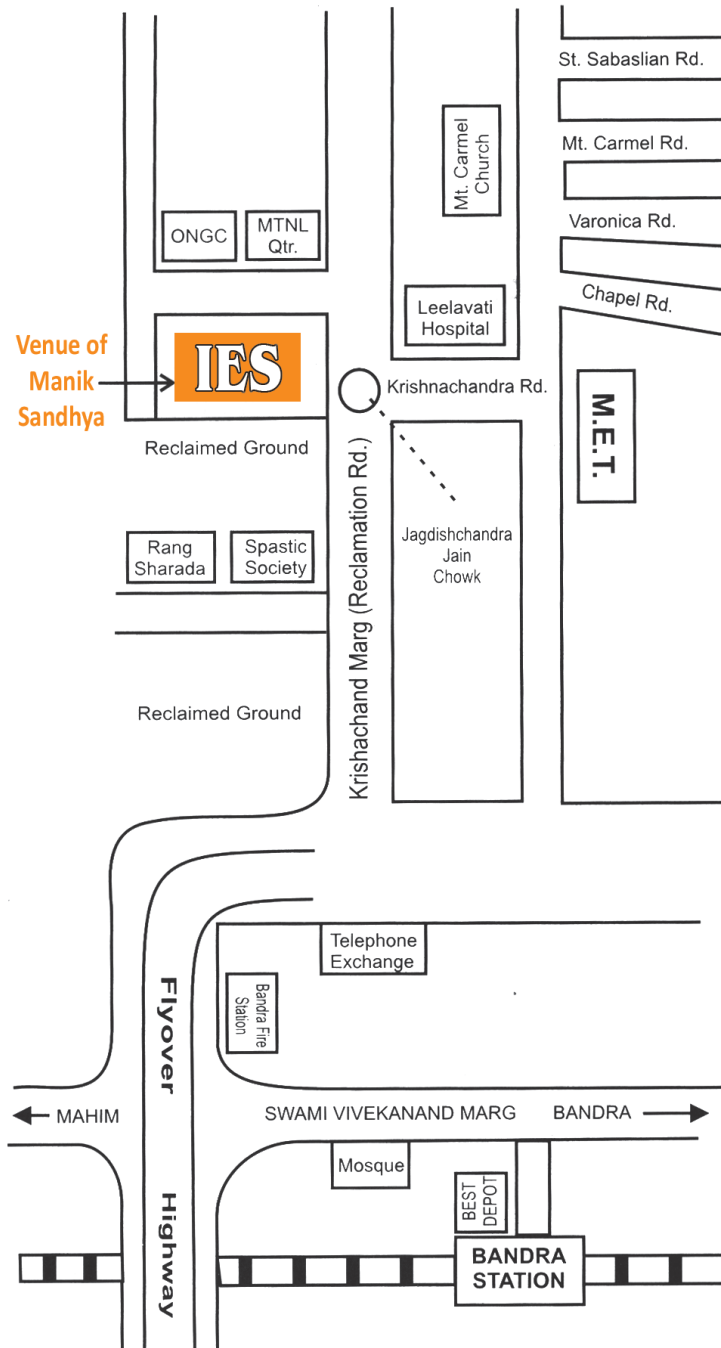 St. Sabaslian Rd.
Mt. Carmel Rd.
Mt. Carmel
Church
Varonica Rd.
ONGC
MTNL
Qtr.
Chapel Rd.
Leelavati
Hospital
Venue of
Manik
Sandhya
IES
Krishnachandra Rd.
M.E.T.
Reclaimed Ground
Krishachand Marg (Reclamation Rd.)
Jagdishchandra
Jain
Chowk
Rang
Sharada
Spastic
Society
Reclaimed Ground
Telephone
Exchange
Bandra Fire
Station
Flyover
Highway
MAHIM
SWAMI VIVEKANAND MARG
BANDRA
Mosque
BEST
DEPOT
BANDRA
STATION